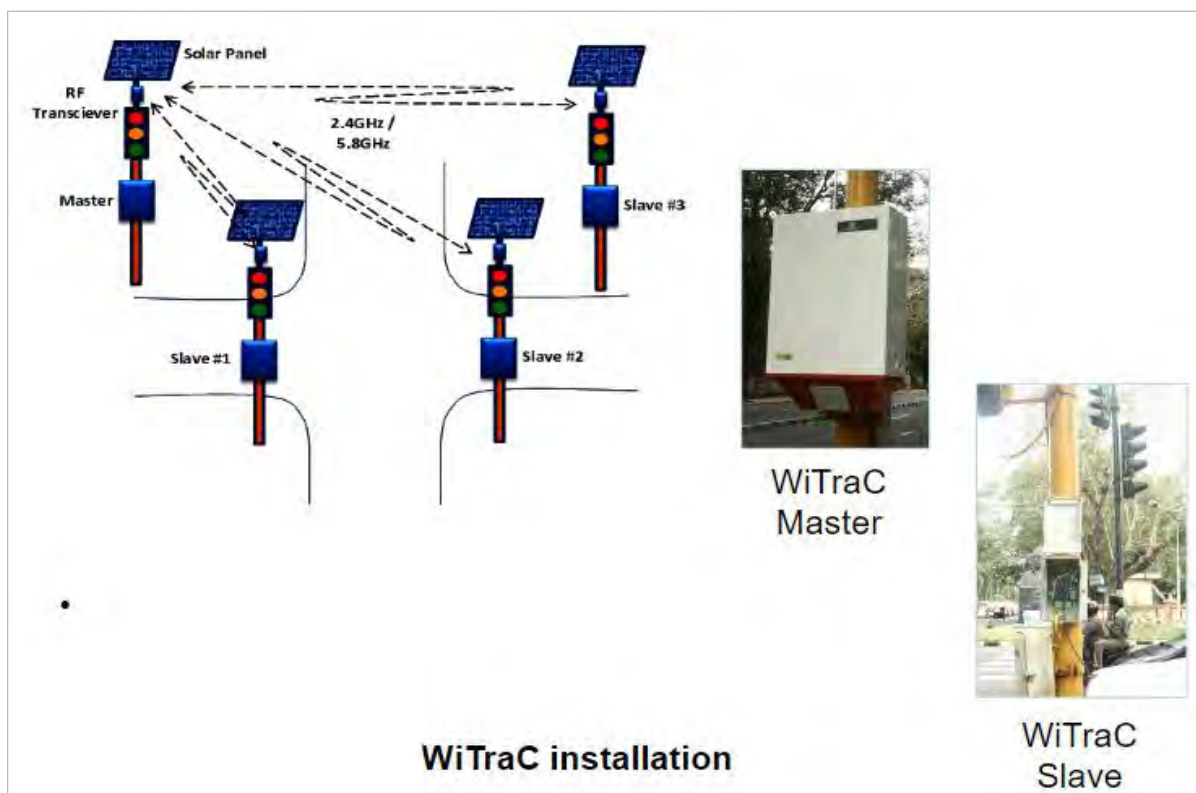 Solar Panel
RF
Transciever
2.4GHz /
5.8GHz
Master
Slave #3
Slave #1
Slave #2
WiTraC
Master
WiTraC installation
WiTraC
Slave